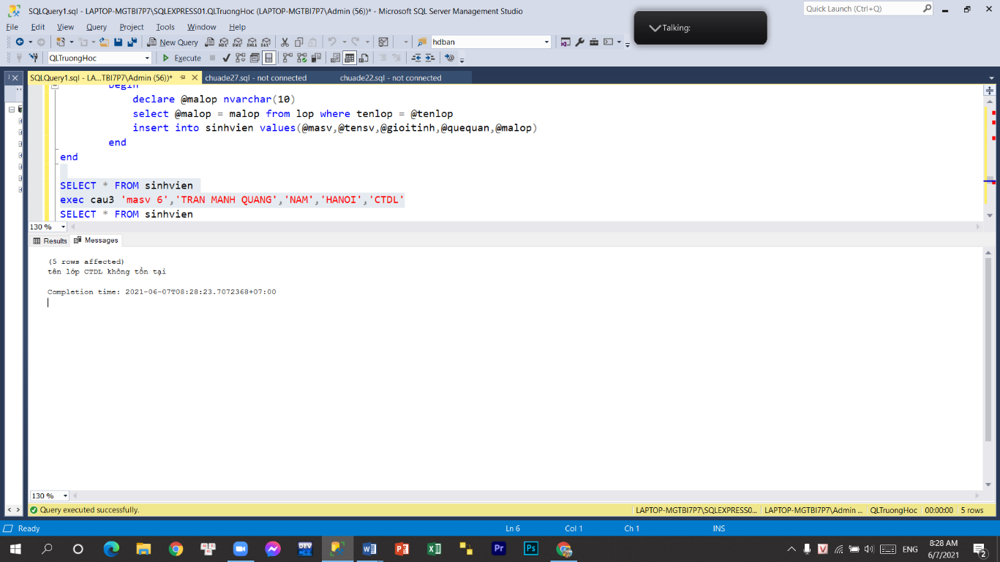 SQLQuery1.sql - LAPTOP-MGTBI7P7\SQLEXPRESS01.QLTruongHoc (LAPTOP-MGTBI7P7\Admin (56))* - Microsoft SQL Server Management Studio
Quick Launch (Ctrl+Q)
Talking:
File Edit View Query Project Tools Window Help
New Query
hdban
QLTruongHoc
Execute
SQLQuery1.sql - LA...TBI7P7\Admin (56))*
chuade27.sql - not connected
chuade22.sql - not connected
begin
declare @malop nvarchar(10)
select @malop = malop from lop where tenlop = @tenlop
insert into sinhvien values(@masv,@tensv,@gioitinh,@quequan,@malop)
end
end
SELECT * FROM sinhvien
exec cau3 'masv 6','TRAN MANH QUANG','NAM','HANOI','CTDL'
SELECT * FROM sinhvien
130 %
Results Messages
(5 rows affected)
tên lớp CTDL không tồn tại
Completion time: 2021-06-07T08:28:23.7072368+07:00
130 %
Query executed successfully.
LAPTOP-MGTBI7P7\SQLEXPRESS0... LAPTOP-MGTBI7P7\Admin ... QLTruongHoc 00:00:00 5 rows
Ready
Ln 6 Col 1 Ch 1 INS
DEV
Pr
Ps
V
ENG
8:28 AM
6/7/2021
2